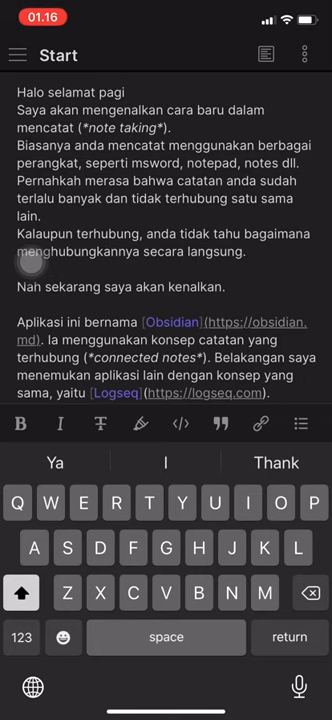 01.16
Start
Halo selamat pagi
Saya akan mengenalkan cara baru dalam
mencatat (*note taking*).
Biasanya anda mencatat menggunakan berbagai
perangkat, seperti msword, notepad, notes dll.
Pernahkah merasa bahwa catatan anda sudah
terlalu banyak dan tidak terhubung satu sama
lain.
Kalaupun terhubung, anda tidak tahu bagaimana
menghubungkannya secara langsung.
Nah sekarang saya akan kenalkan.
Aplikasi ini bernama [Obsidian](https://obsidian.
md). Ia menggunakan konsep catatan yang
terhubung (*connected notes*). Belakangan saya
menemukan aplikasi lain dengan konsep yang
sama, yaitu [Logseq](https://logseq.com).
B I T </>
Ya I Thank
Q W E R T Y U I O P
A S D F G H J K L
Z X C V B N M
123 space return